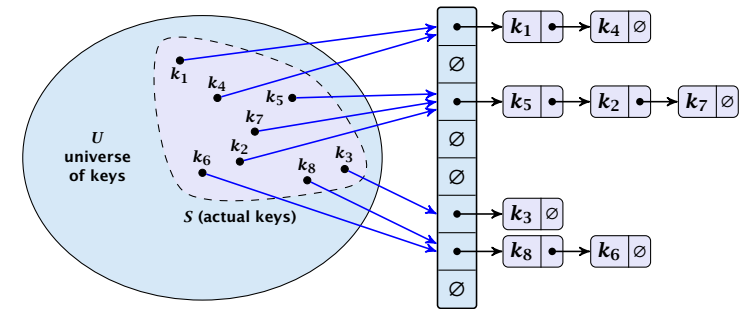 k₁
k₄
k₅
k₇
k₂
k₆
k₈
k₃
U
universe
of keys
S (actual keys)
k₁ k₄ ∅
∅
k₅ k₂ k₇ ∅
∅
∅
k₃ ∅
k₈ k₆ ∅
∅